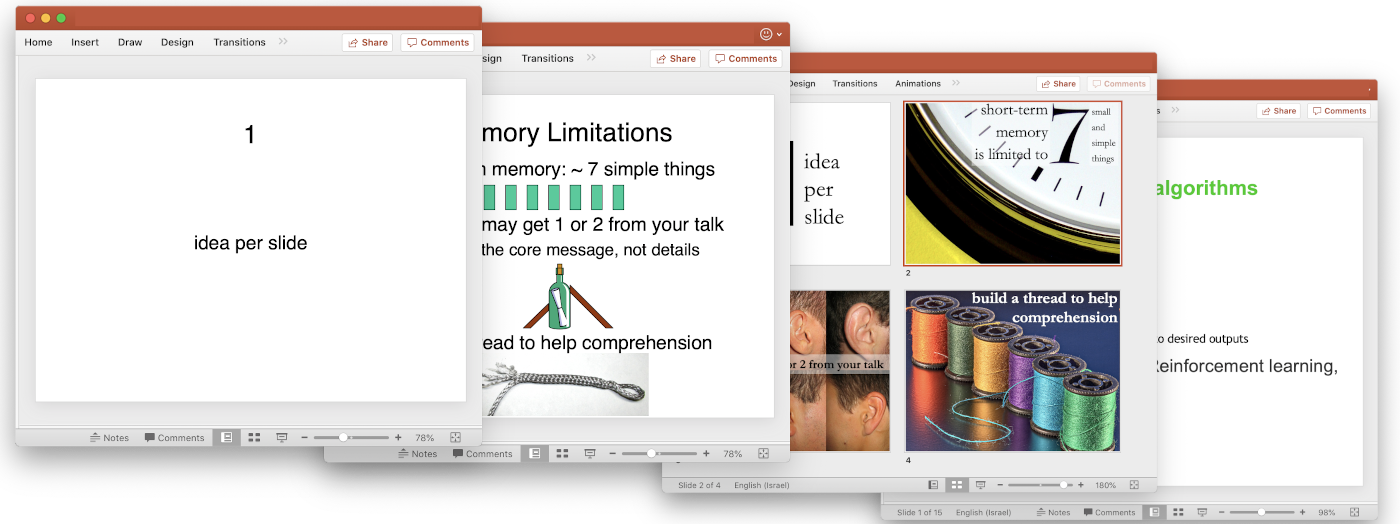 Home Insert Draw Design Transitions Share Comments
1
idea per slide
Notes Comments 78%
sign Transitions Share Comments
mory Limitations
memory: ~ 7 simple things
may get 1 or 2 from your talk
the core message, not details
ead to help comprehension
Notes Comments 78%
Design Transitions Animations Share Comments
idea
per
slide
short-term
memory
is limited to
7
small
and
simple
things
2
or 2 from your talk
build a thread to help
comprehension
4
Slide 2 of 4 English (Israel) 180%
s Share Comments
algorithms
to desired outputs
Reinforcement learning,
Slide 1 of 15 English (Israel) Notes Comments 98%